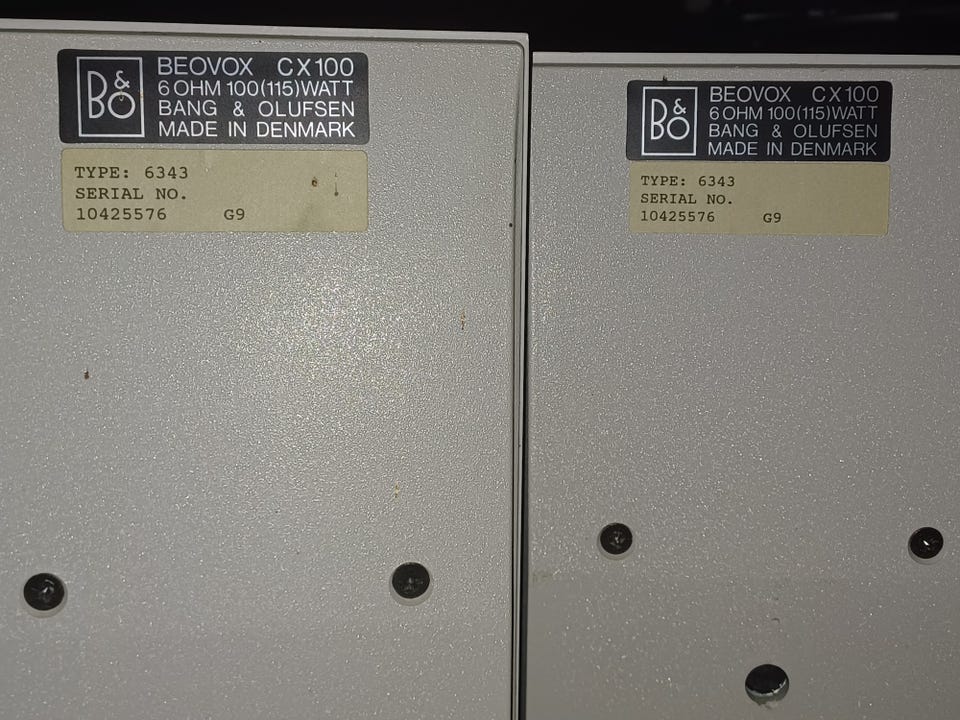 B&O
BEOVOX CX100
6 OHM 100(115)WATT
BANG & OLUFSEN
MADE IN DENMARK
TYPE: 6343
SERIAL NO.
10425576 G9
B&O
BEOVOX CX100
6 OHM 100(115)WATT
BANG & OLUFSEN
MADE IN DENMARK
TYPE: 6343
SERIAL NO.
10425576 G9